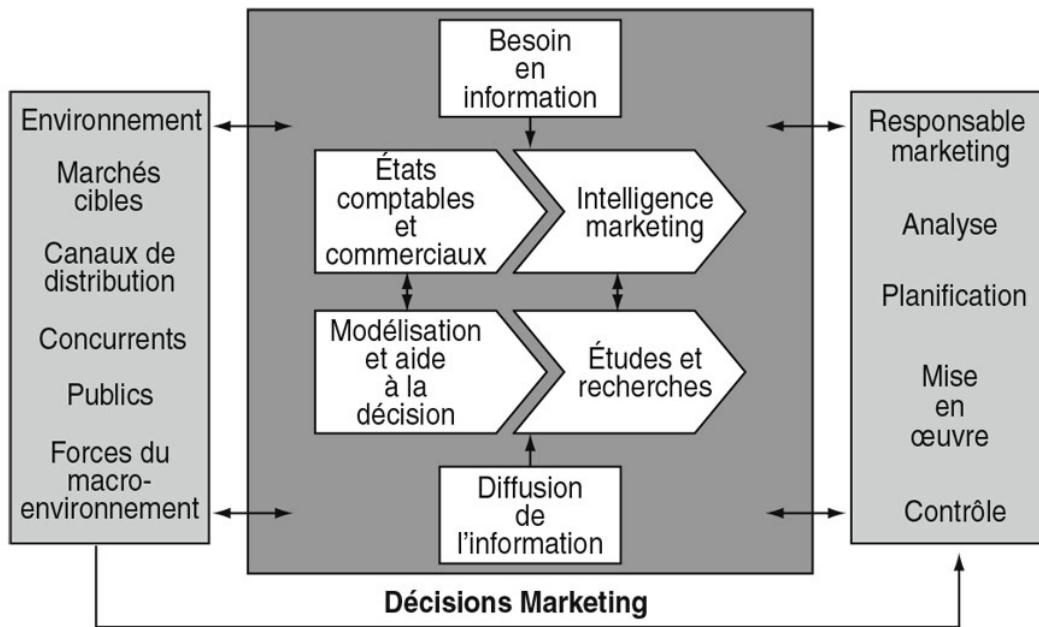 Environnement
Marchés
cibles
Canaux de
distribution
Concurrents
Publics
Forces du
macro-
environnement
Besoin
en
information
États
comptables
et
commerciaux
Intelligence
marketing
Modélisation
et aide
à la
décision
Études et
recherches
Diffusion
de
l’information
Responsable
marketing
Analyse
Planification
Mise
en
œuvre
Contrôle
Décisions Marketing